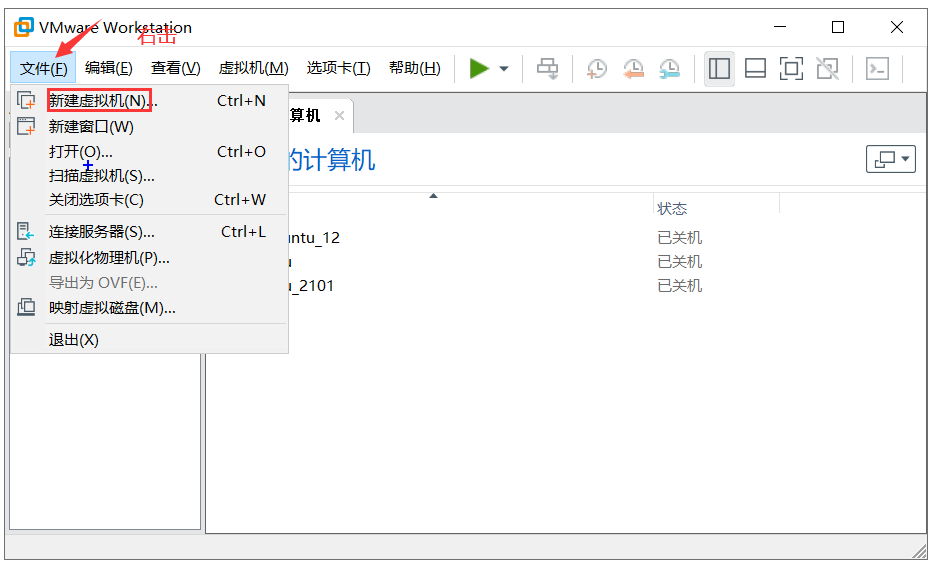 VMware Workstation
右击
文件(F) 编辑(E) 查看(V) 虚拟机(M) 选项卡(T) 帮助(H)
新建虚拟机(N)... Ctrl+N
新建窗口(W)
打开(O)... Ctrl+O
扫描虚拟机(S)...
关闭选项卡(C) Ctrl+W
连接服务器(S)... Ctrl+L
虚拟化物理机(P)...
导出为 OVF(E)...
映射虚拟磁盘(M)...
退出(X)
算机
的计算机
状态
untu_12 已关机
u 已关机
u_2101 已关机